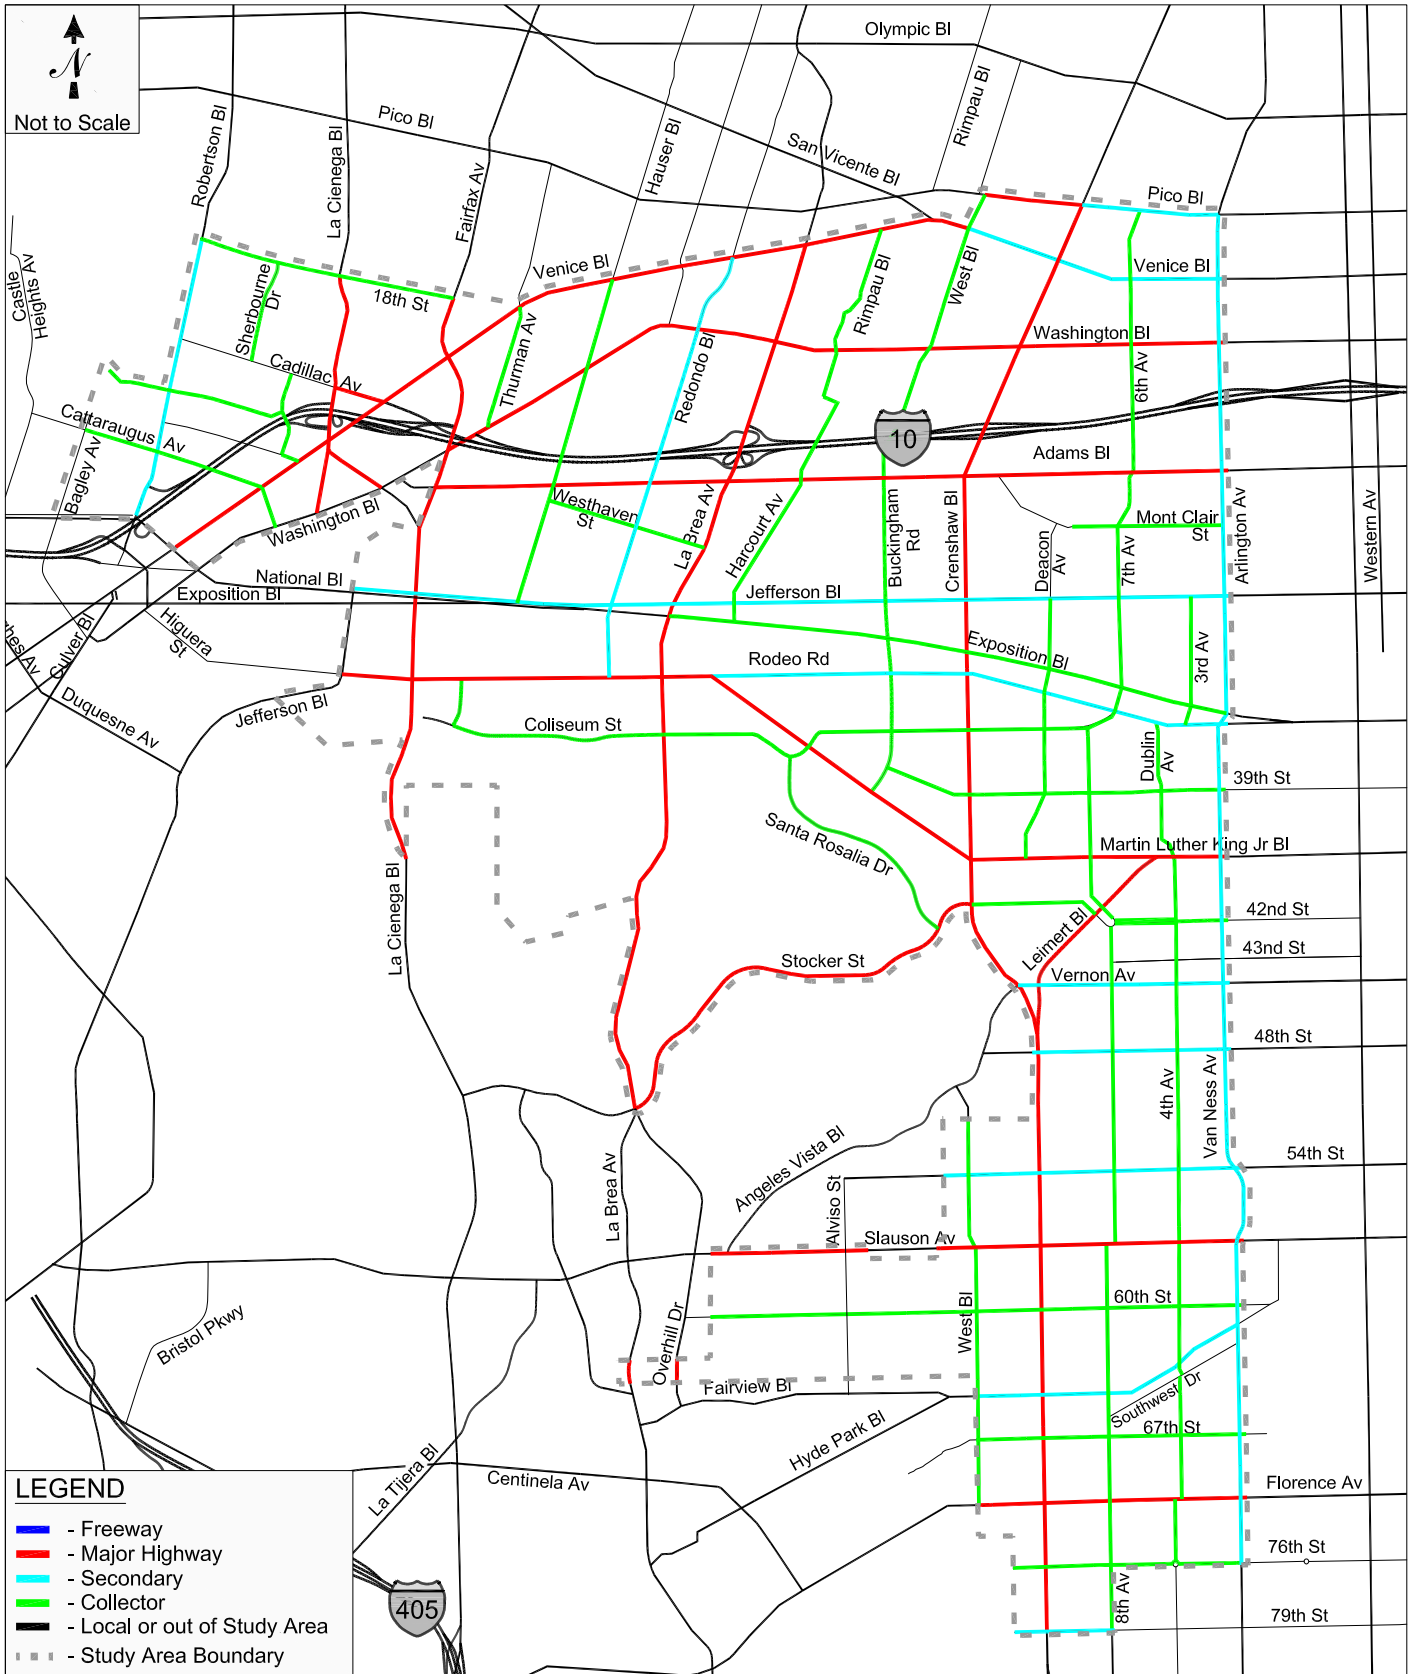 N
Not to Scale
Olympic Bl
Pico Bl
Robertson Bl
La Cienega Bl
Fairfax Av
Hauser Bl
San Vicente Bl
Rimpau Bl
Pico Bl
Castle
Heights Av
Sherbourne
Dr
18th St
Venice Bl
Thurman Av
Redondo Bl
Rimpau Bl
West Bl
Venice Bl
Washington Bl
6th Av
Cadillac Av
Cattaraugus Av
Bagley Av
Washington Bl
Westhaven
St
La Brea Av
Harcourt Av
10
Buckingham
Rd
Crenshaw Bl
Adams Bl
Deacon
Av
7th Av
Mont Clair
St
Arlington Av
Western Av
National Bl
Exposition Bl
Jefferson Bl
Exposition Bl
3rd Av
Higuera
St
Culver Bl
hes Av
Duquesne Av
Jefferson Bl
Rodeo Rd
Coliseum St
Dublin
Av
39th St
Santa Rosalia Dr
Martin Luther King Jr Bl
La Cienega Bl
Stocker St
Leimert Bl
42nd St
43nd St
Vernon Av
48th St
4th Av
Van Ness Av
54th St
La Brea Av
Angeles Vista Bl
Alviso St
Slauson Av
60th St
West Bl
Overhill Dr
Bristol Pkwy
Fairview Bl
Southwest Dr
67th St
Hyde Park Bl
La Tijera Bl
Centinela Av
Florence Av
76th St
8th Av
79th St
405
LEGEND
- Freeway
- Major Highway
- Secondary
- Collector
- Local or out of Study Area
- Study Area Boundary